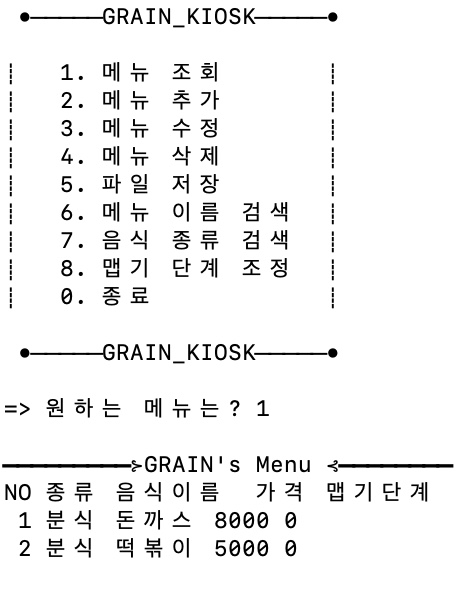 ●———GRAIN_KIOSK———●
┆ 1. 메뉴 조회 ┆
┆ 2. 메뉴 추가 ┆
┆ 3. 메뉴 수정 ┆
┆ 4. 메뉴 삭제 ┆
┆ 5. 파일 저장 ┆
┆ 6. 메뉴 이름 검색 ┆
┆ 7. 음식 종류 검색 ┆
┆ 8. 맵기 단계 조정 ┆
┆ 0. 종료 ┆
●———GRAIN_KIOSK———●
=> 원하는 메뉴는? 1
━━━━━━⊱GRAIN's Menu ⊰━━━━━━
NO 종류 음식이름 가격 맵기단계
1 분식 돈까스 8000 0
2 분식 떡볶이 5000 0